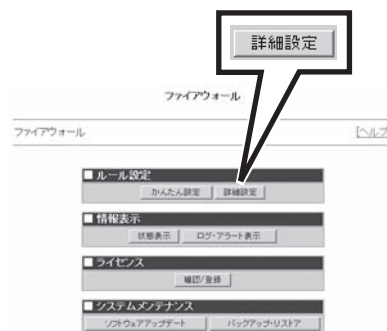 詳細設定
ファイアウォール
ファイアウォール [ヘルプ
■ ルール設定
かんたん設定 詳細設定
■ 情報表示
状態表示 ログ・アラート表示
■ ライセンス
確認/登録
■ システムメンテナンス
ソフトウェアアップデート バックアップ・リストア